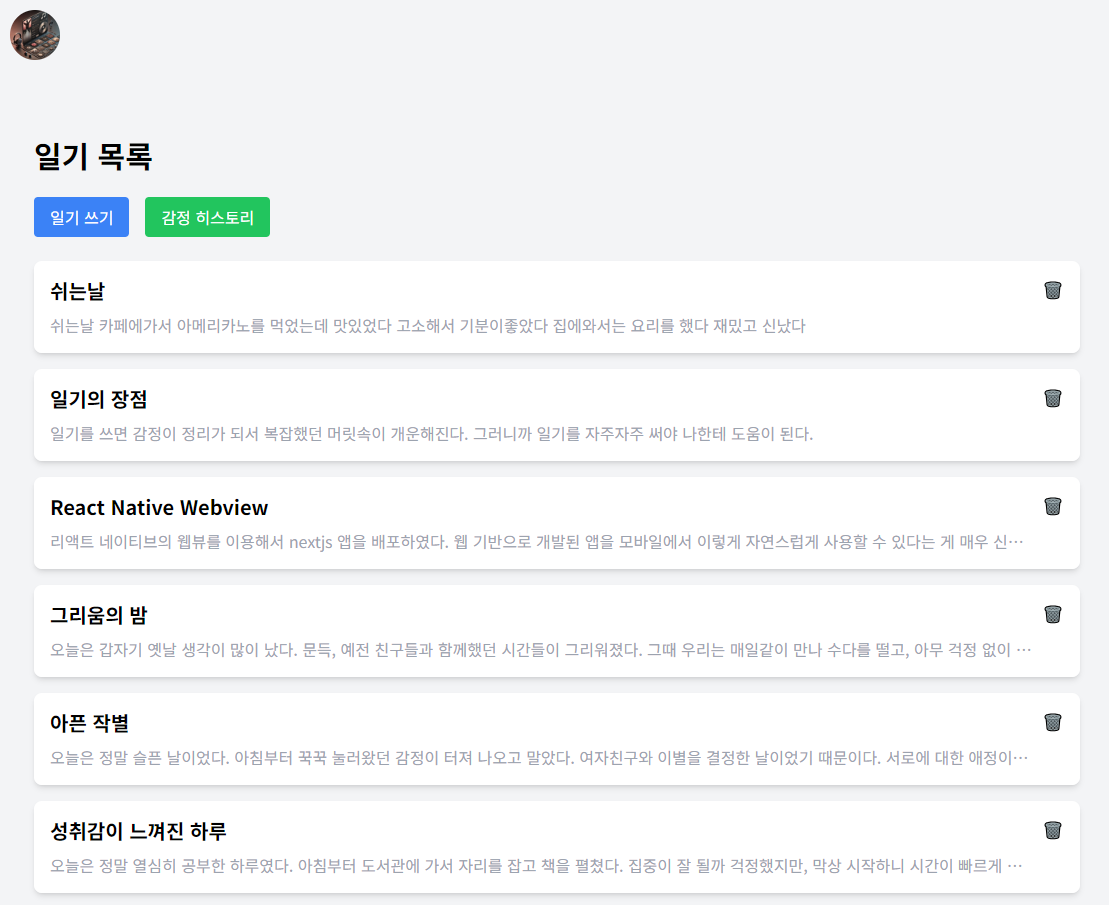 일기 목록
일기 쓰기
감정 히스토리
쉬는날
쉬는날 카페에가서 아메리카노를 먹었는데 맛있었다 고소해서 기분이좋았다 집에와서는 요리를 했다 재밌고 신났다
일기의 장점
일기를 쓰면 감정이 정리가 되서 복잡했던 머릿속이 개운해진다. 그러니까 일기를 자주자주 써야 나한테 도움이 된다.
React Native Webview
리액트 네이티브의 웹뷰를 이용해서 nextjs 앱을 배포하였다. 웹 기반으로 개발된 앱을 모바일에서 이렇게 자연스럽게 사용할 수 있다는 게 매우 신…
그리움의 밤
오늘은 갑자기 옛날 생각이 많이 났다. 문득, 예전 친구들과 함께했던 시간들이 그리워졌다. 그때 우리는 매일같이 만나 수다를 떨고, 아무 걱정 없이 …
아픈 작별
오늘은 정말 슬픈 날이었다. 아침부터 꾹꾹 눌러왔던 감정이 터져 나오고 말았다. 여자친구와 이별을 결정한 날이었기 때문이다. 서로에 대한 애정이…
성취감이 느껴진 하루
오늘은 정말 열심히 공부한 하루였다. 아침부터 도서관에 가서 자리를 잡고 책을 펼쳤다. 집중이 잘 될까 걱정했지만, 막상 시작하니 시간이 빠르게 …